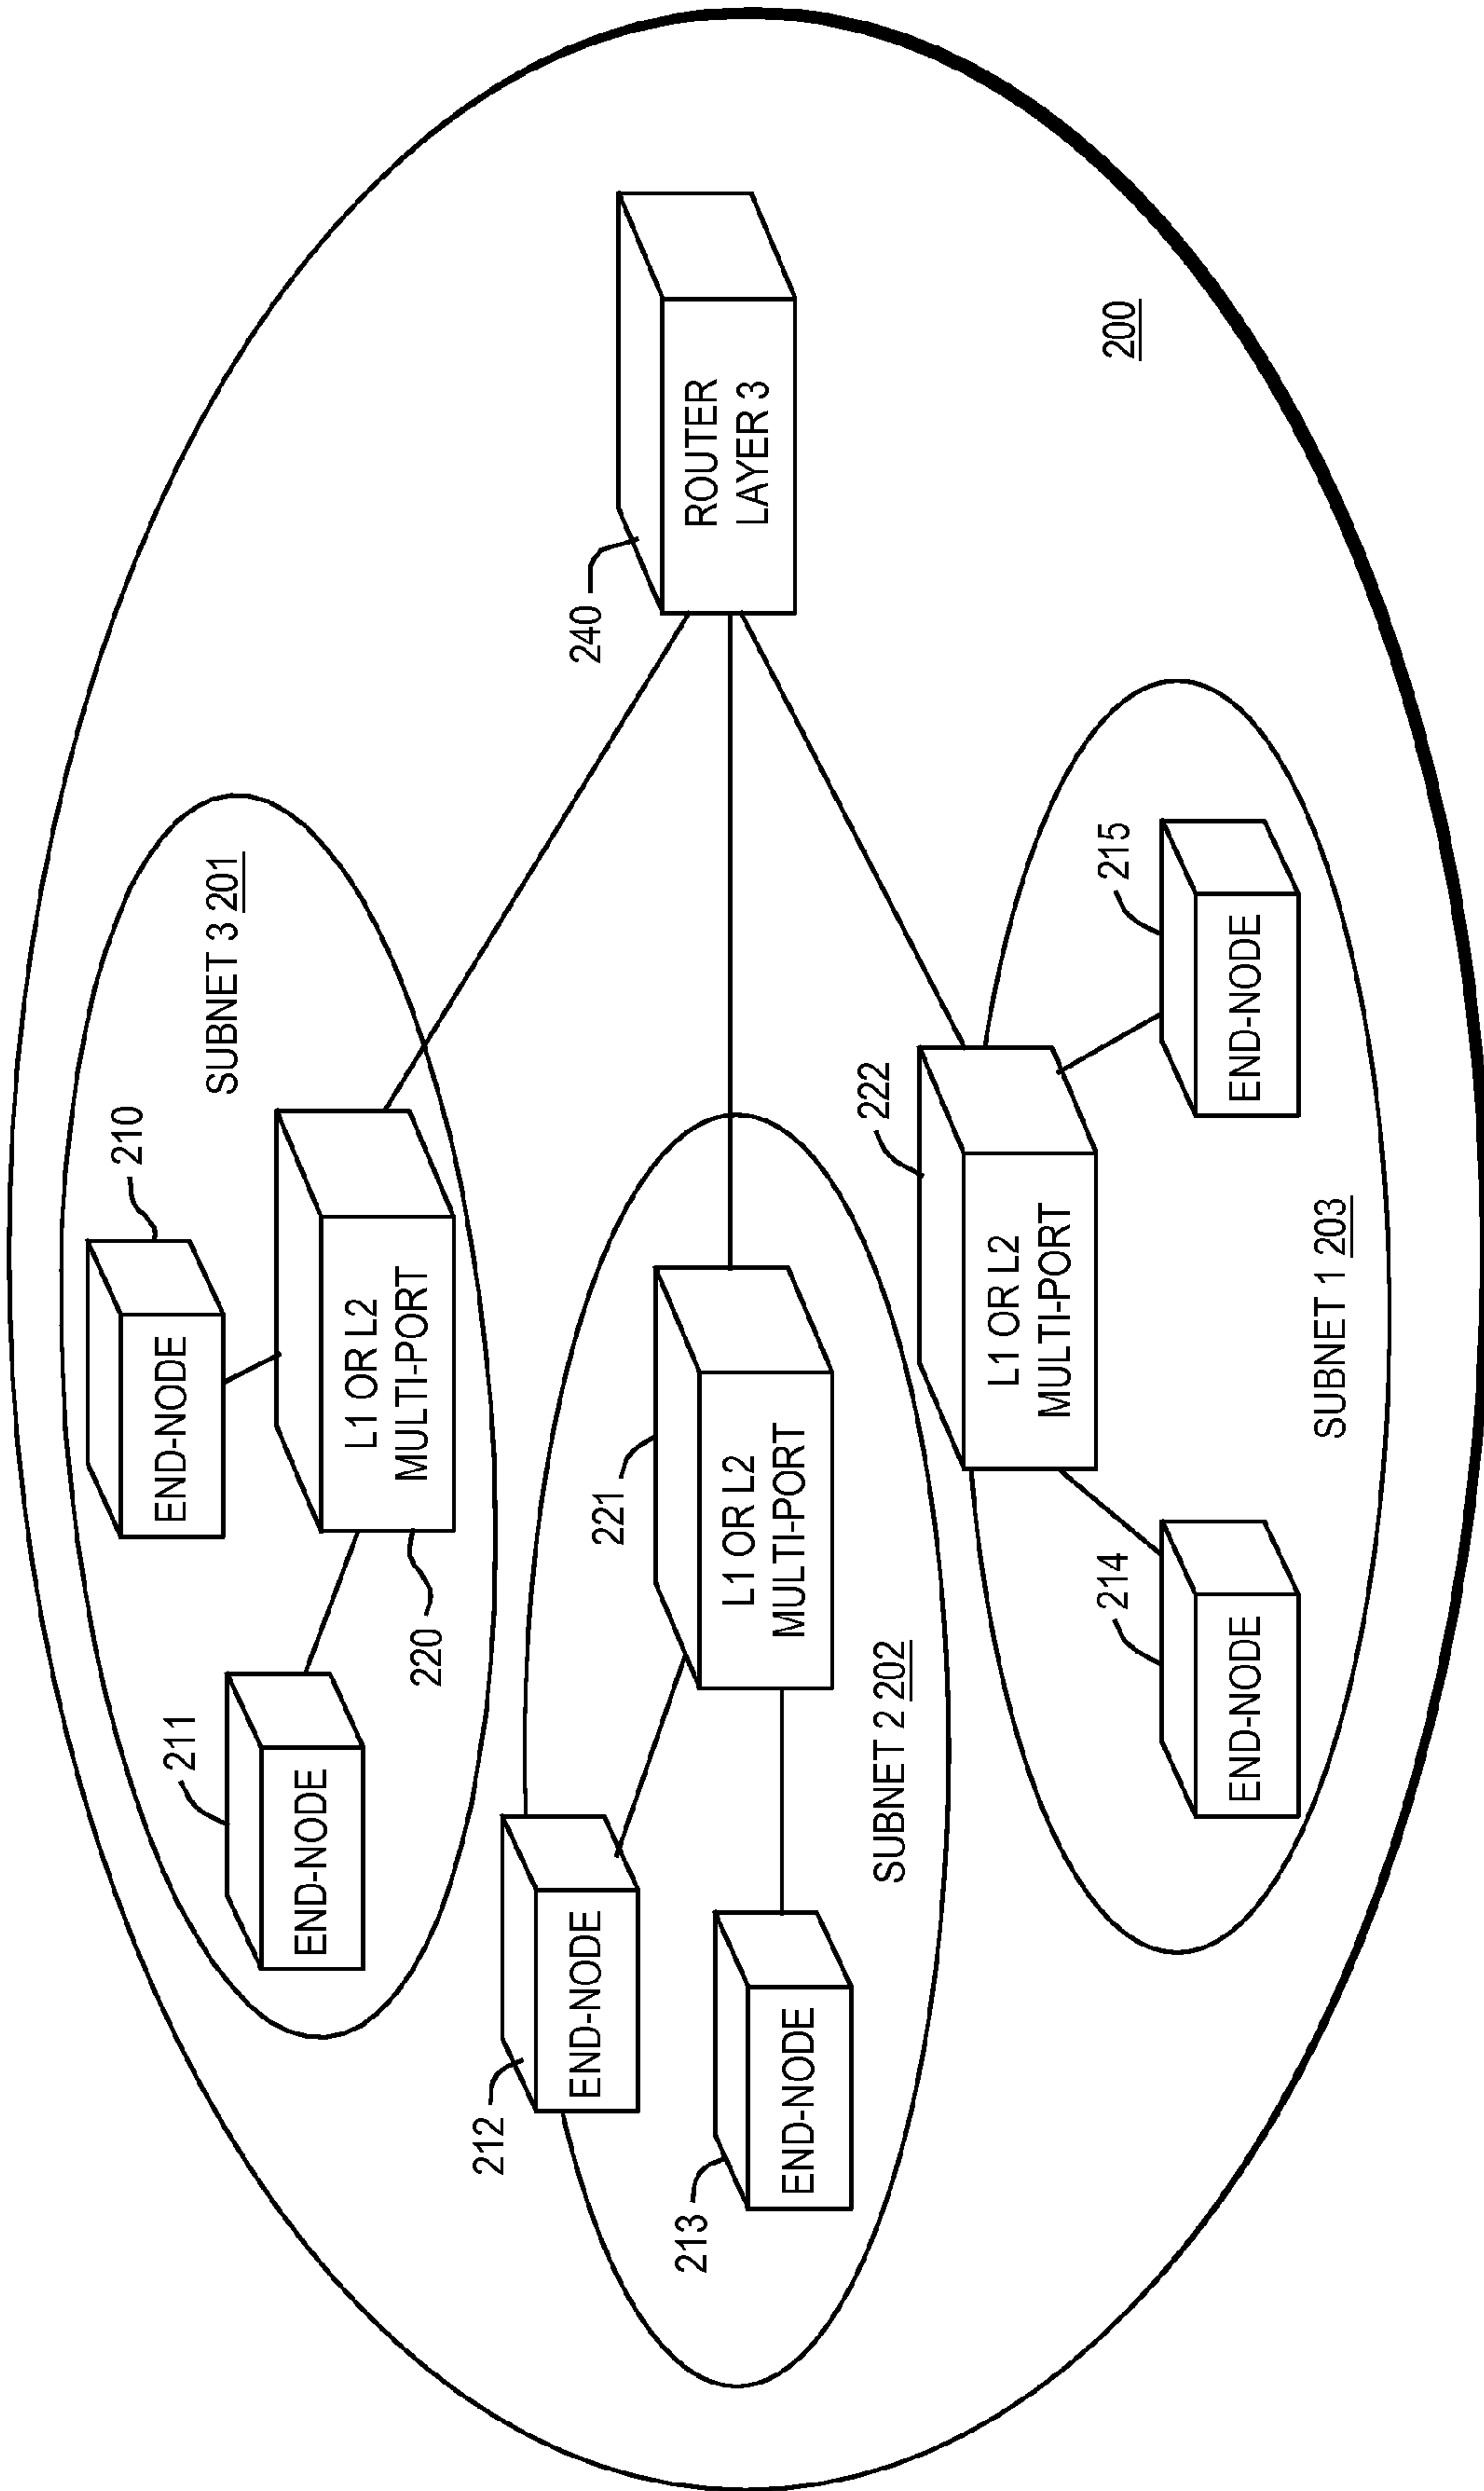 210
SUBNET 3 201
END-NODE
211
L1 OR L2
MULTI-PORT
END-NODE
220
240
ROUTER
LAYER 3
212
END-NODE
221
L1 OR L2
MULTI-PORT
213
END-NODE
SUBNET 2 202
222
L1 OR L2
MULTI-PORT
215
END-NODE
214
END-NODE
SUBNET 1 203
200